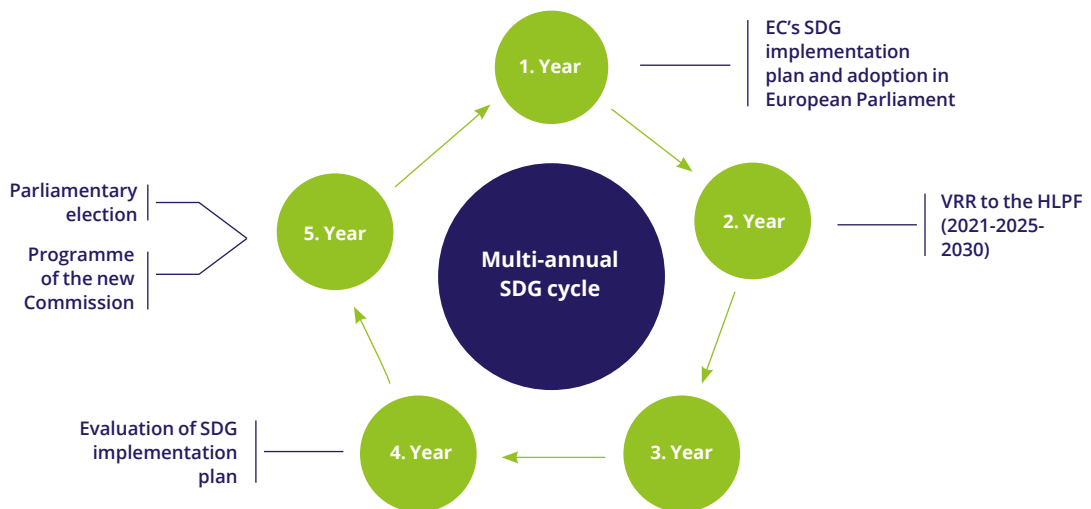 1. Year
EC's SDG
implementation
plan and adoption in
European Parliament
2. Year
VRR to the HLPF
(2021-2025-
2030)
3. Year
4. Year
Evaluation of SDG
implementation
plan
5. Year
Parliamentary
election
Programme
of the new
Commission
Multi-annual
SDG cycle